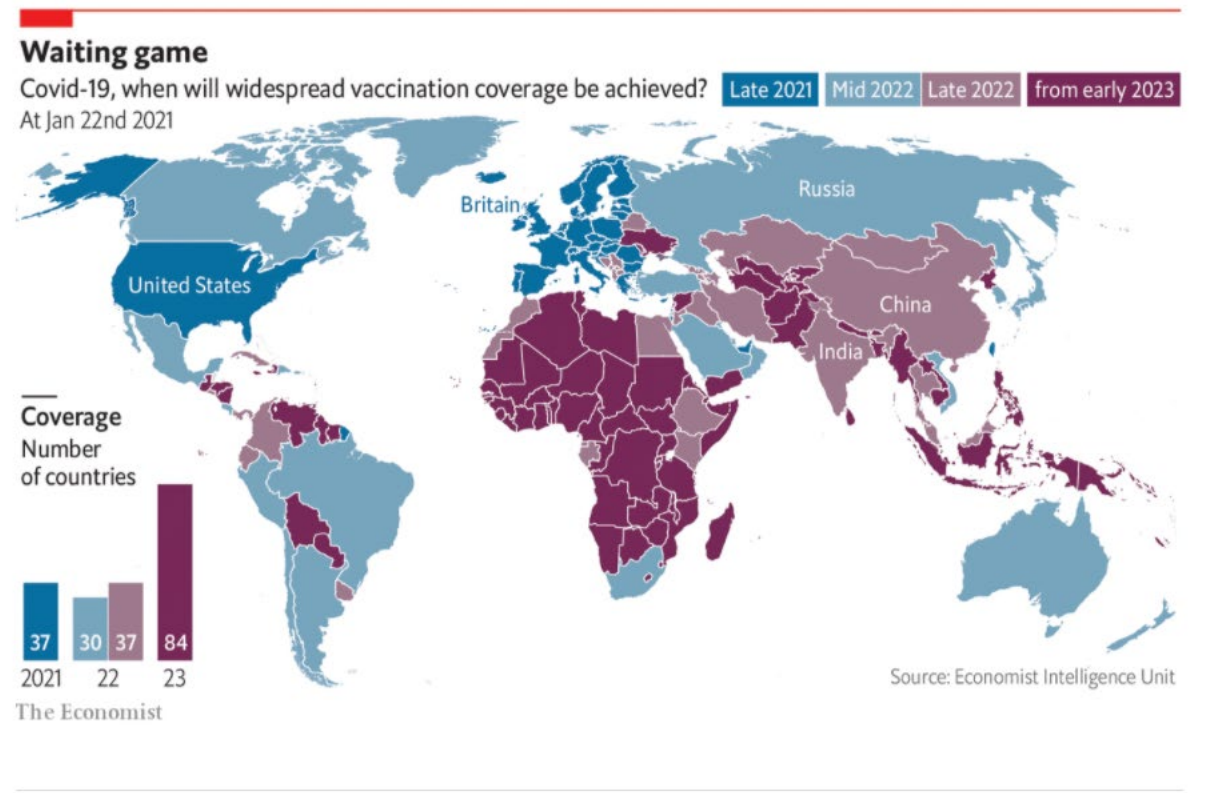 Waiting game
Covid-19, when will widespread vaccination coverage be achieved?
Late 2021
Mid 2022
Late 2022
from early 2023
At Jan 22nd 2021
Russia
Britain
United States
China
India
Coverage
Number
of countries
37
30
37
84
2021
22
23
Source: Economist Intelligence Unit
The Economist